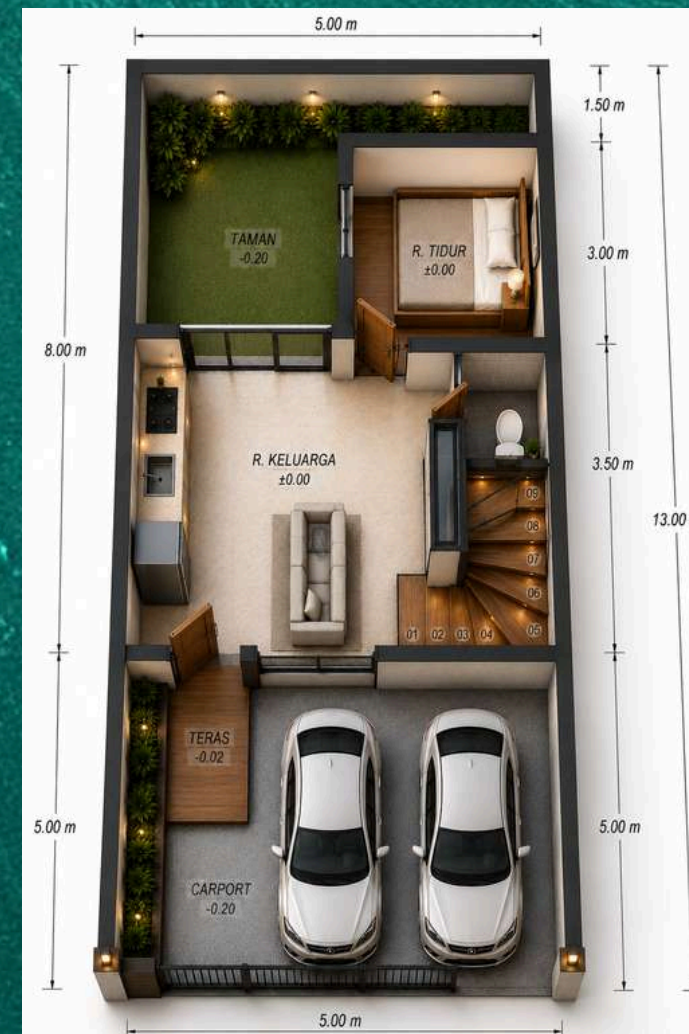 5.00 m
1.50 m
TAMAN
-0.20
R. TIDUR
±0.00
3.00 m
8.00 m
R. KELUARGA
±0.00
3.50 m
09
08
07
06
05
13.00
01 02 03 04
TERAS
-0.02
5.00 m
5.00 m
CARPORT
-0.20
5.00 m